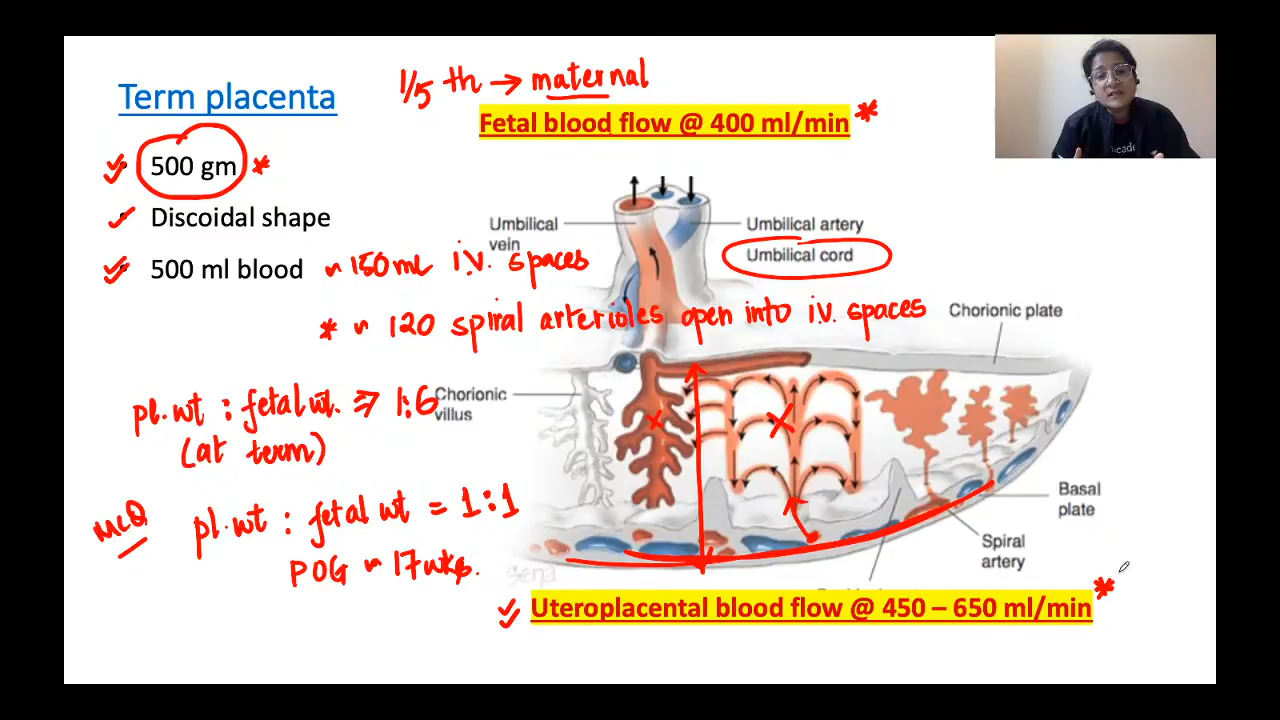 1/5 th → maternal
Term placenta
Fetal blood flow @ 400 ml/min *
• 500 gm *
• Discoidal shape
• 500 ml blood ~ 150 ml i.v. spaces
* ~ 120 spiral arterioles open into i.v. spaces
Umbilical vein
Umbilical artery
Umbilical cord
Chorionic plate
Chorionic villus
pl. wt : fetal wt. => 1:6
(at term)
MCQ pl. wt : fetal wt = 1:1
POG ~ 17 wks.
Basal plate
Spiral artery
Uteroplacental blood flow @ 450 – 650 ml/min *